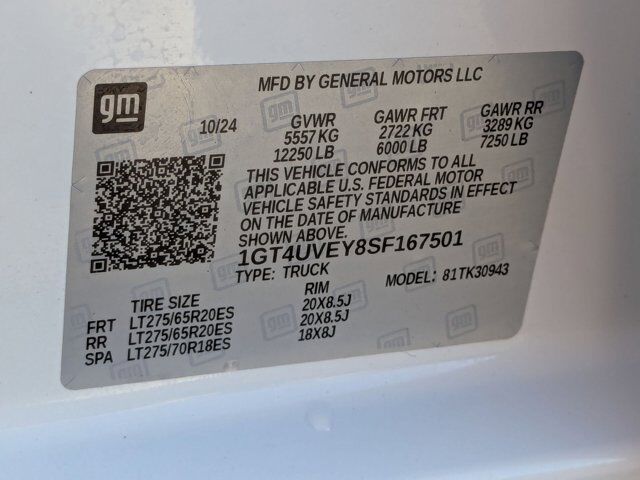 gm
MFD BY GENERAL MOTORS LLC
10/24
GVWR GAWR FRT GAWR RR
5557 KG 2722 KG 3289 KG
12250 LB 6000 LB 7250 LB
THIS VEHICLE CONFORMS TO ALL
APPLICABLE U.S. FEDERAL MOTOR
VEHICLE SAFETY STANDARDS IN EFFECT
ON THE DATE OF MANUFACTURE
SHOWN ABOVE.
1GT4UVEY8SF167501
TYPE: TRUCK MODEL: 81TK30943
TIRE SIZE RIM
FRT LT275/65R20ES 20X8.5J
RR LT275/65R20ES 20X8.5J
SPA LT275/70R18ES 18X8J